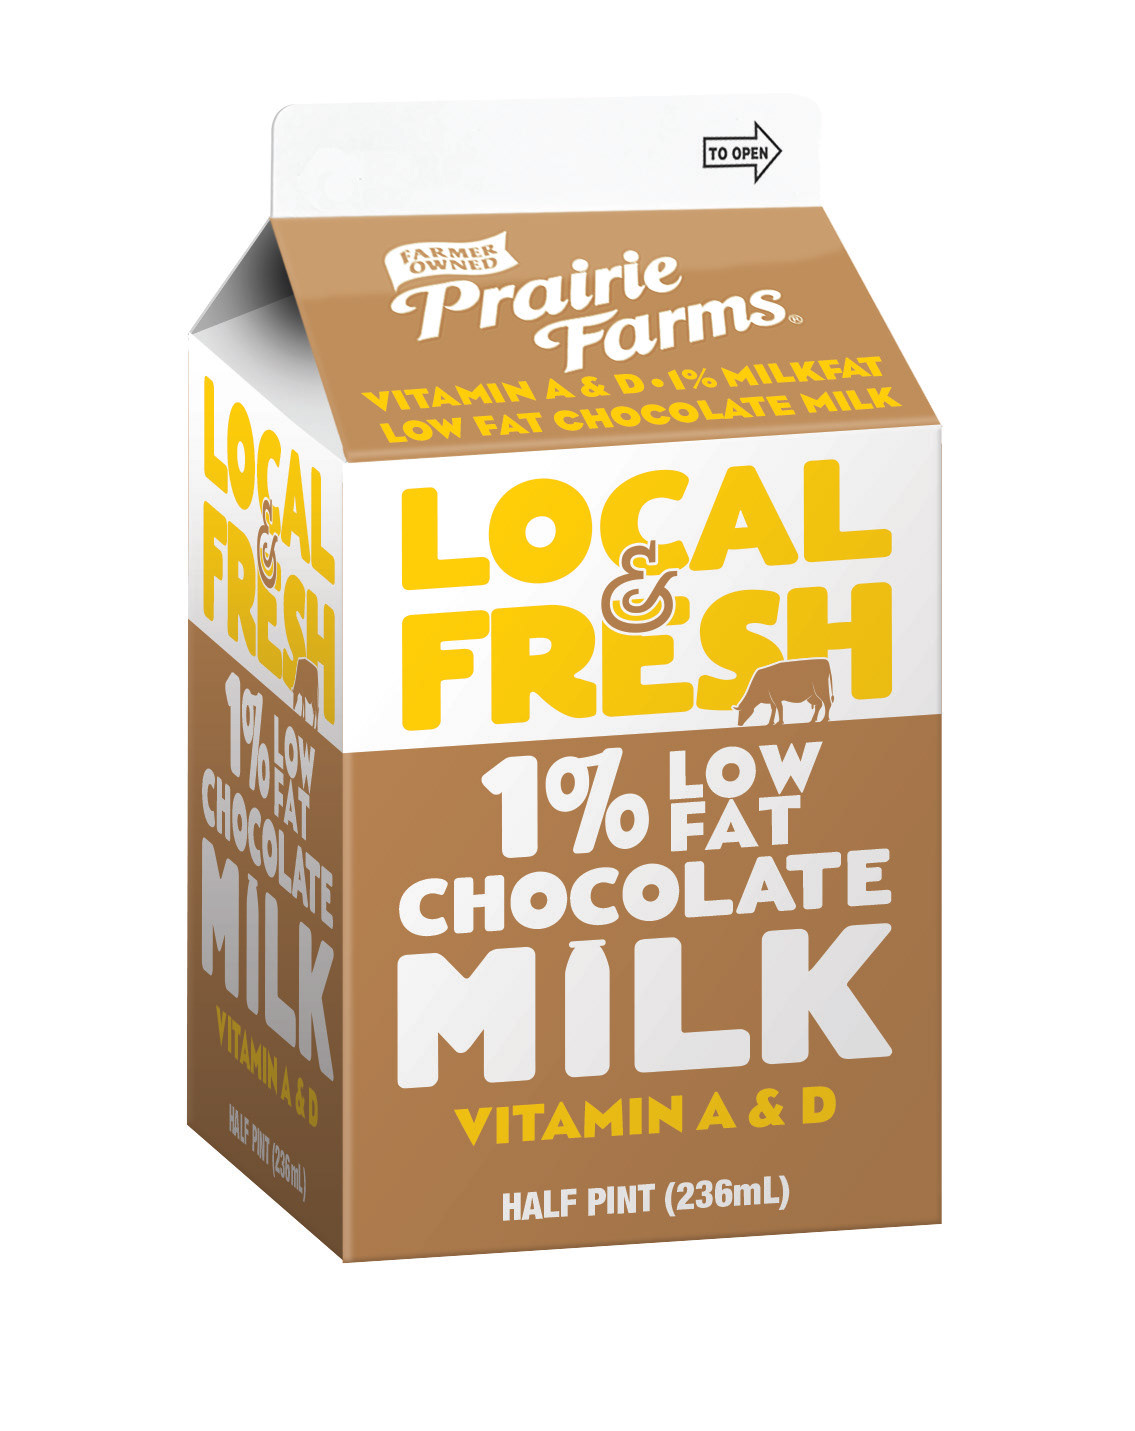 TO OPEN
FARMER
OWNED
Prairie
Farms®
VITAMIN A & D • 1% MILKFAT
LOW FAT CHOCOLATE MILK
LOCAL
&
FRESH
1% LOW
FAT
CHOCOLATE
MILK
VITAMIN A & D
HALF PINT (236mL)
LOCAL
&
FRESH
1% LOW
FAT
CHOCOLATE
MILK
VITAMIN A & D
HALF PINT (236mL)